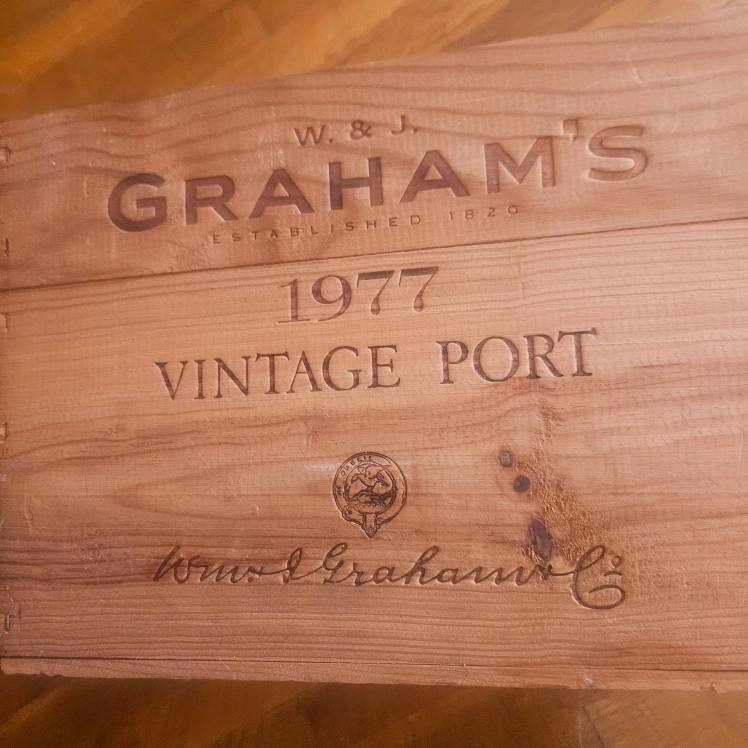 W. & J.
GRAHAM'S
ESTABLISHED 1820
1977
VINTAGE PORT
Wm & J Graham & Co